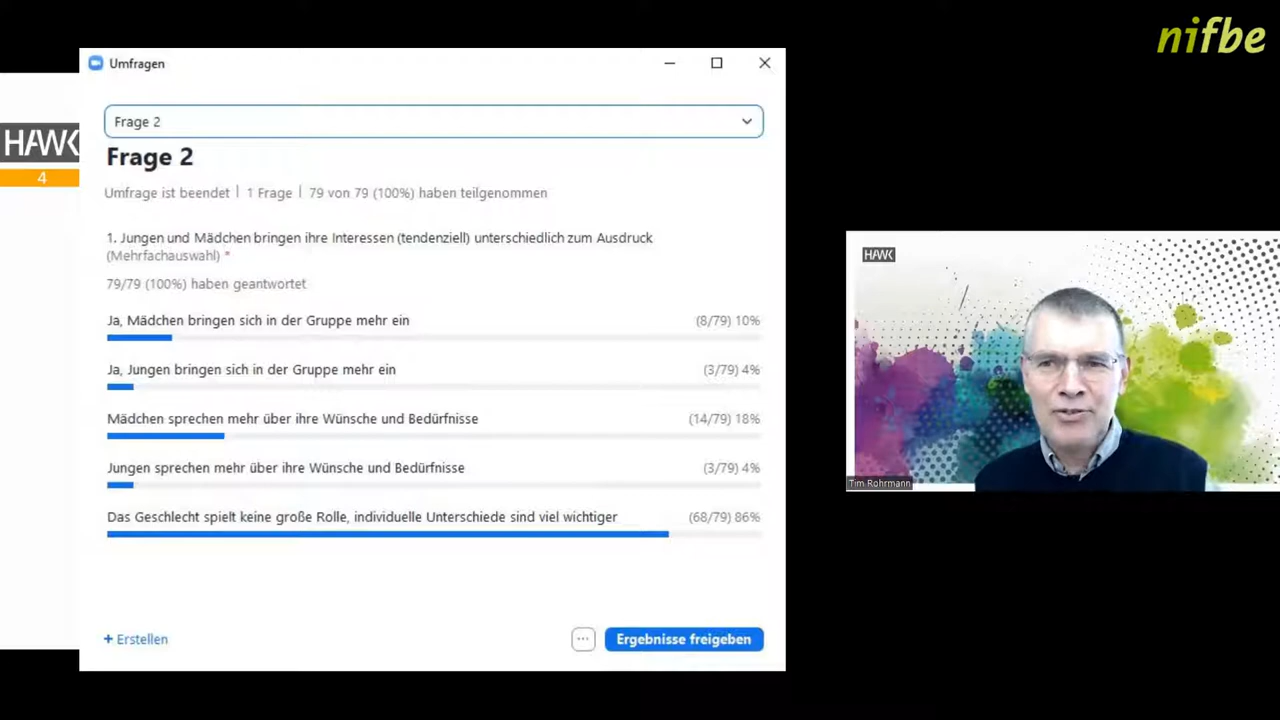 nifbe
Umfragen
Frage 2
HAWK
4
Frage 2
Umfrage ist beendet | 1 Frage | 79 von 79 (100%) haben teilgenommen
1. Jungen und Mädchen bringen ihre Interessen (tendenziell) unterschiedlich zum Ausdruck
(Mehrfachauswahl) *
79/79 (100%) haben geantwortet
Ja, Mädchen bringen sich in der Gruppe mehr ein (8/79) 10%
Ja, Jungen bringen sich in der Gruppe mehr ein (3/79) 4%
Mädchen sprechen mehr über ihre Wünsche und Bedürfnisse (14/79) 18%
Jungen sprechen mehr über ihre Wünsche und Bedürfnisse (3/79) 4%
Das Geschlecht spielt keine große Rolle, individuelle Unterschiede sind viel wichtiger (68/79) 86%
+ Erstellen
... Ergebnisse freigeben
HAWK
Tim Rohrmann